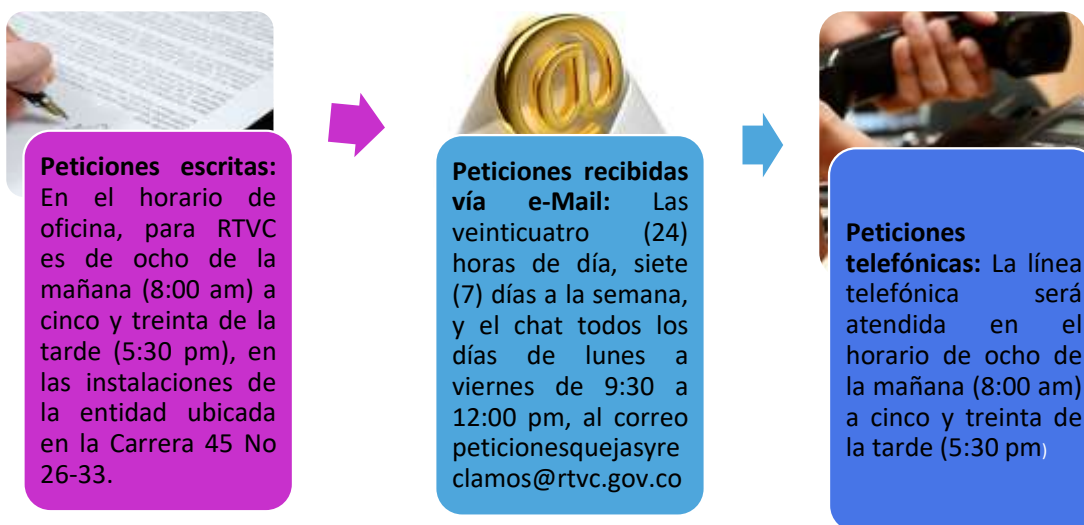 Peticiones escritas:
En el horario de
oficina, para RTVC
es de ocho de la
mañana (8:00 am) a
cinco y treinta de la
tarde (5:30 pm), en
las instalaciones de
la entidad ubicada
en la Carrera 45 No
26-33.
Peticiones recibidas
vía e-Mail: Las
veinticuatro (24)
horas de día, siete
(7) días a la semana,
y el chat todos los
días de lunes a
viernes de 9:30 a
12:00 pm, al correo
peticionesquejasyre
clamos@rtvc.gov.co
Peticiones
telefónicas: La línea
telefónica será
atendida en el
horario de ocho de
la mañana (8:00 am)
a cinco y treinta de
la tarde (5:30 pm)